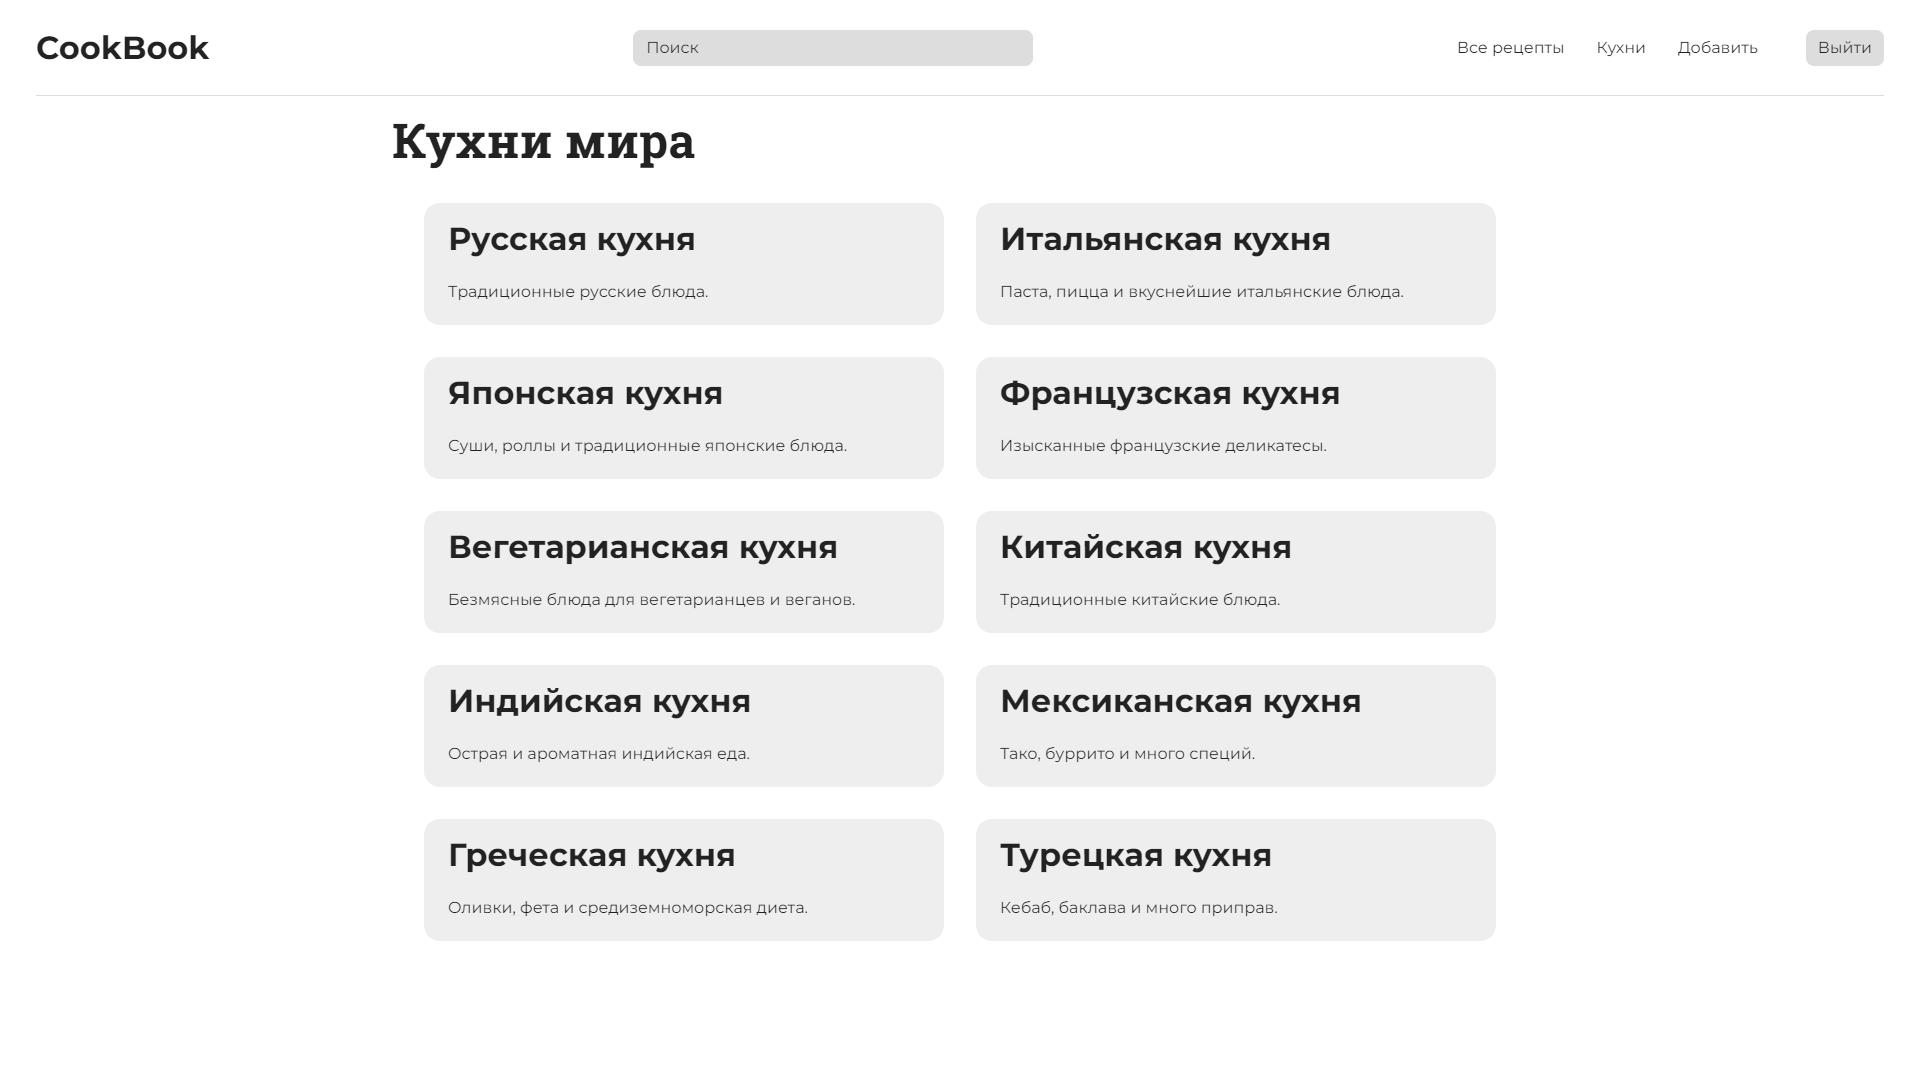 CookBook
Поиск
Все рецепты
Кухни
Добавить
Выйти
Кухни мира
Русская кухня
Традиционные русские блюда.
Итальянская кухня
Паста, пицца и вкуснейшие итальянские блюда.
Японская кухня
Суши, роллы и традиционные японские блюда.
Французская кухня
Изысканные французские деликатесы.
Вегетарианская кухня
Безмясные блюда для вегетарианцев и веганов.
Китайская кухня
Традиционные китайские блюда.
Индийская кухня
Острая и ароматная индийская еда.
Мексиканская кухня
Тако, буррито и много специй.
Греческая кухня
Оливки, фета и средиземноморская диета.
Турецкая кухня
Кебаб, баклава и много приправ.